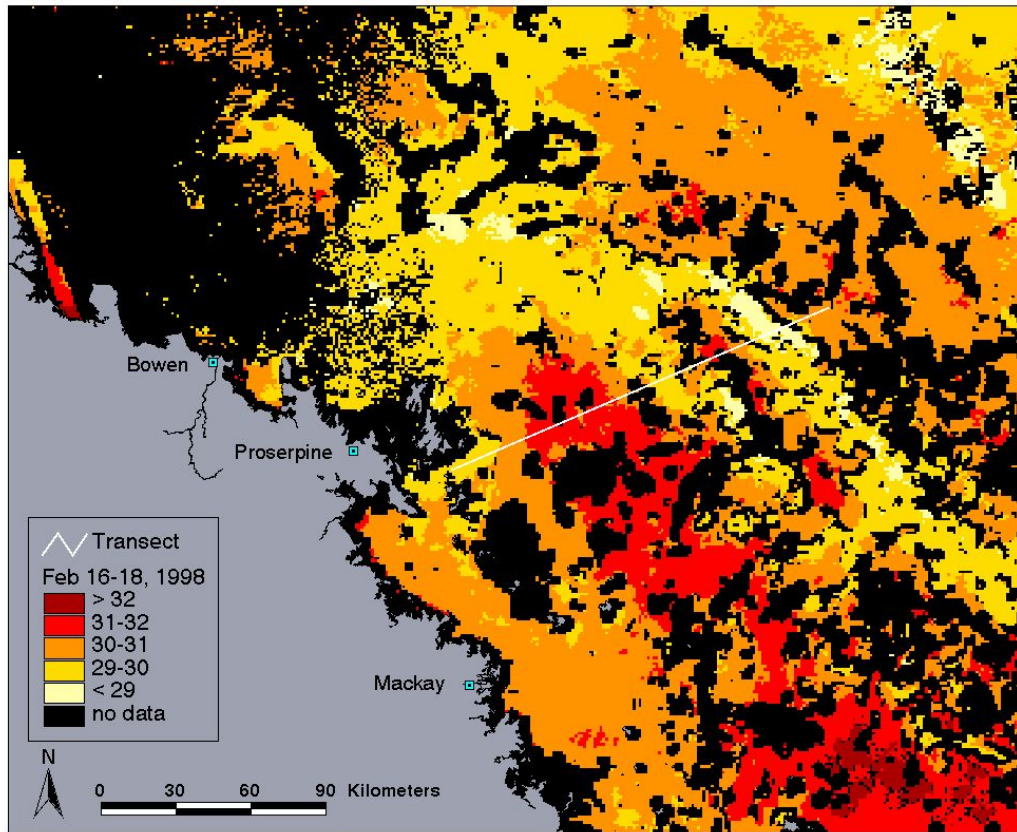 Bowen
Proserpine
Mackay
Transect
Feb 16-18, 1998
> 32
31-32
30-31
29-30
< 29
no data
N
0 30 60 90 Kilometers